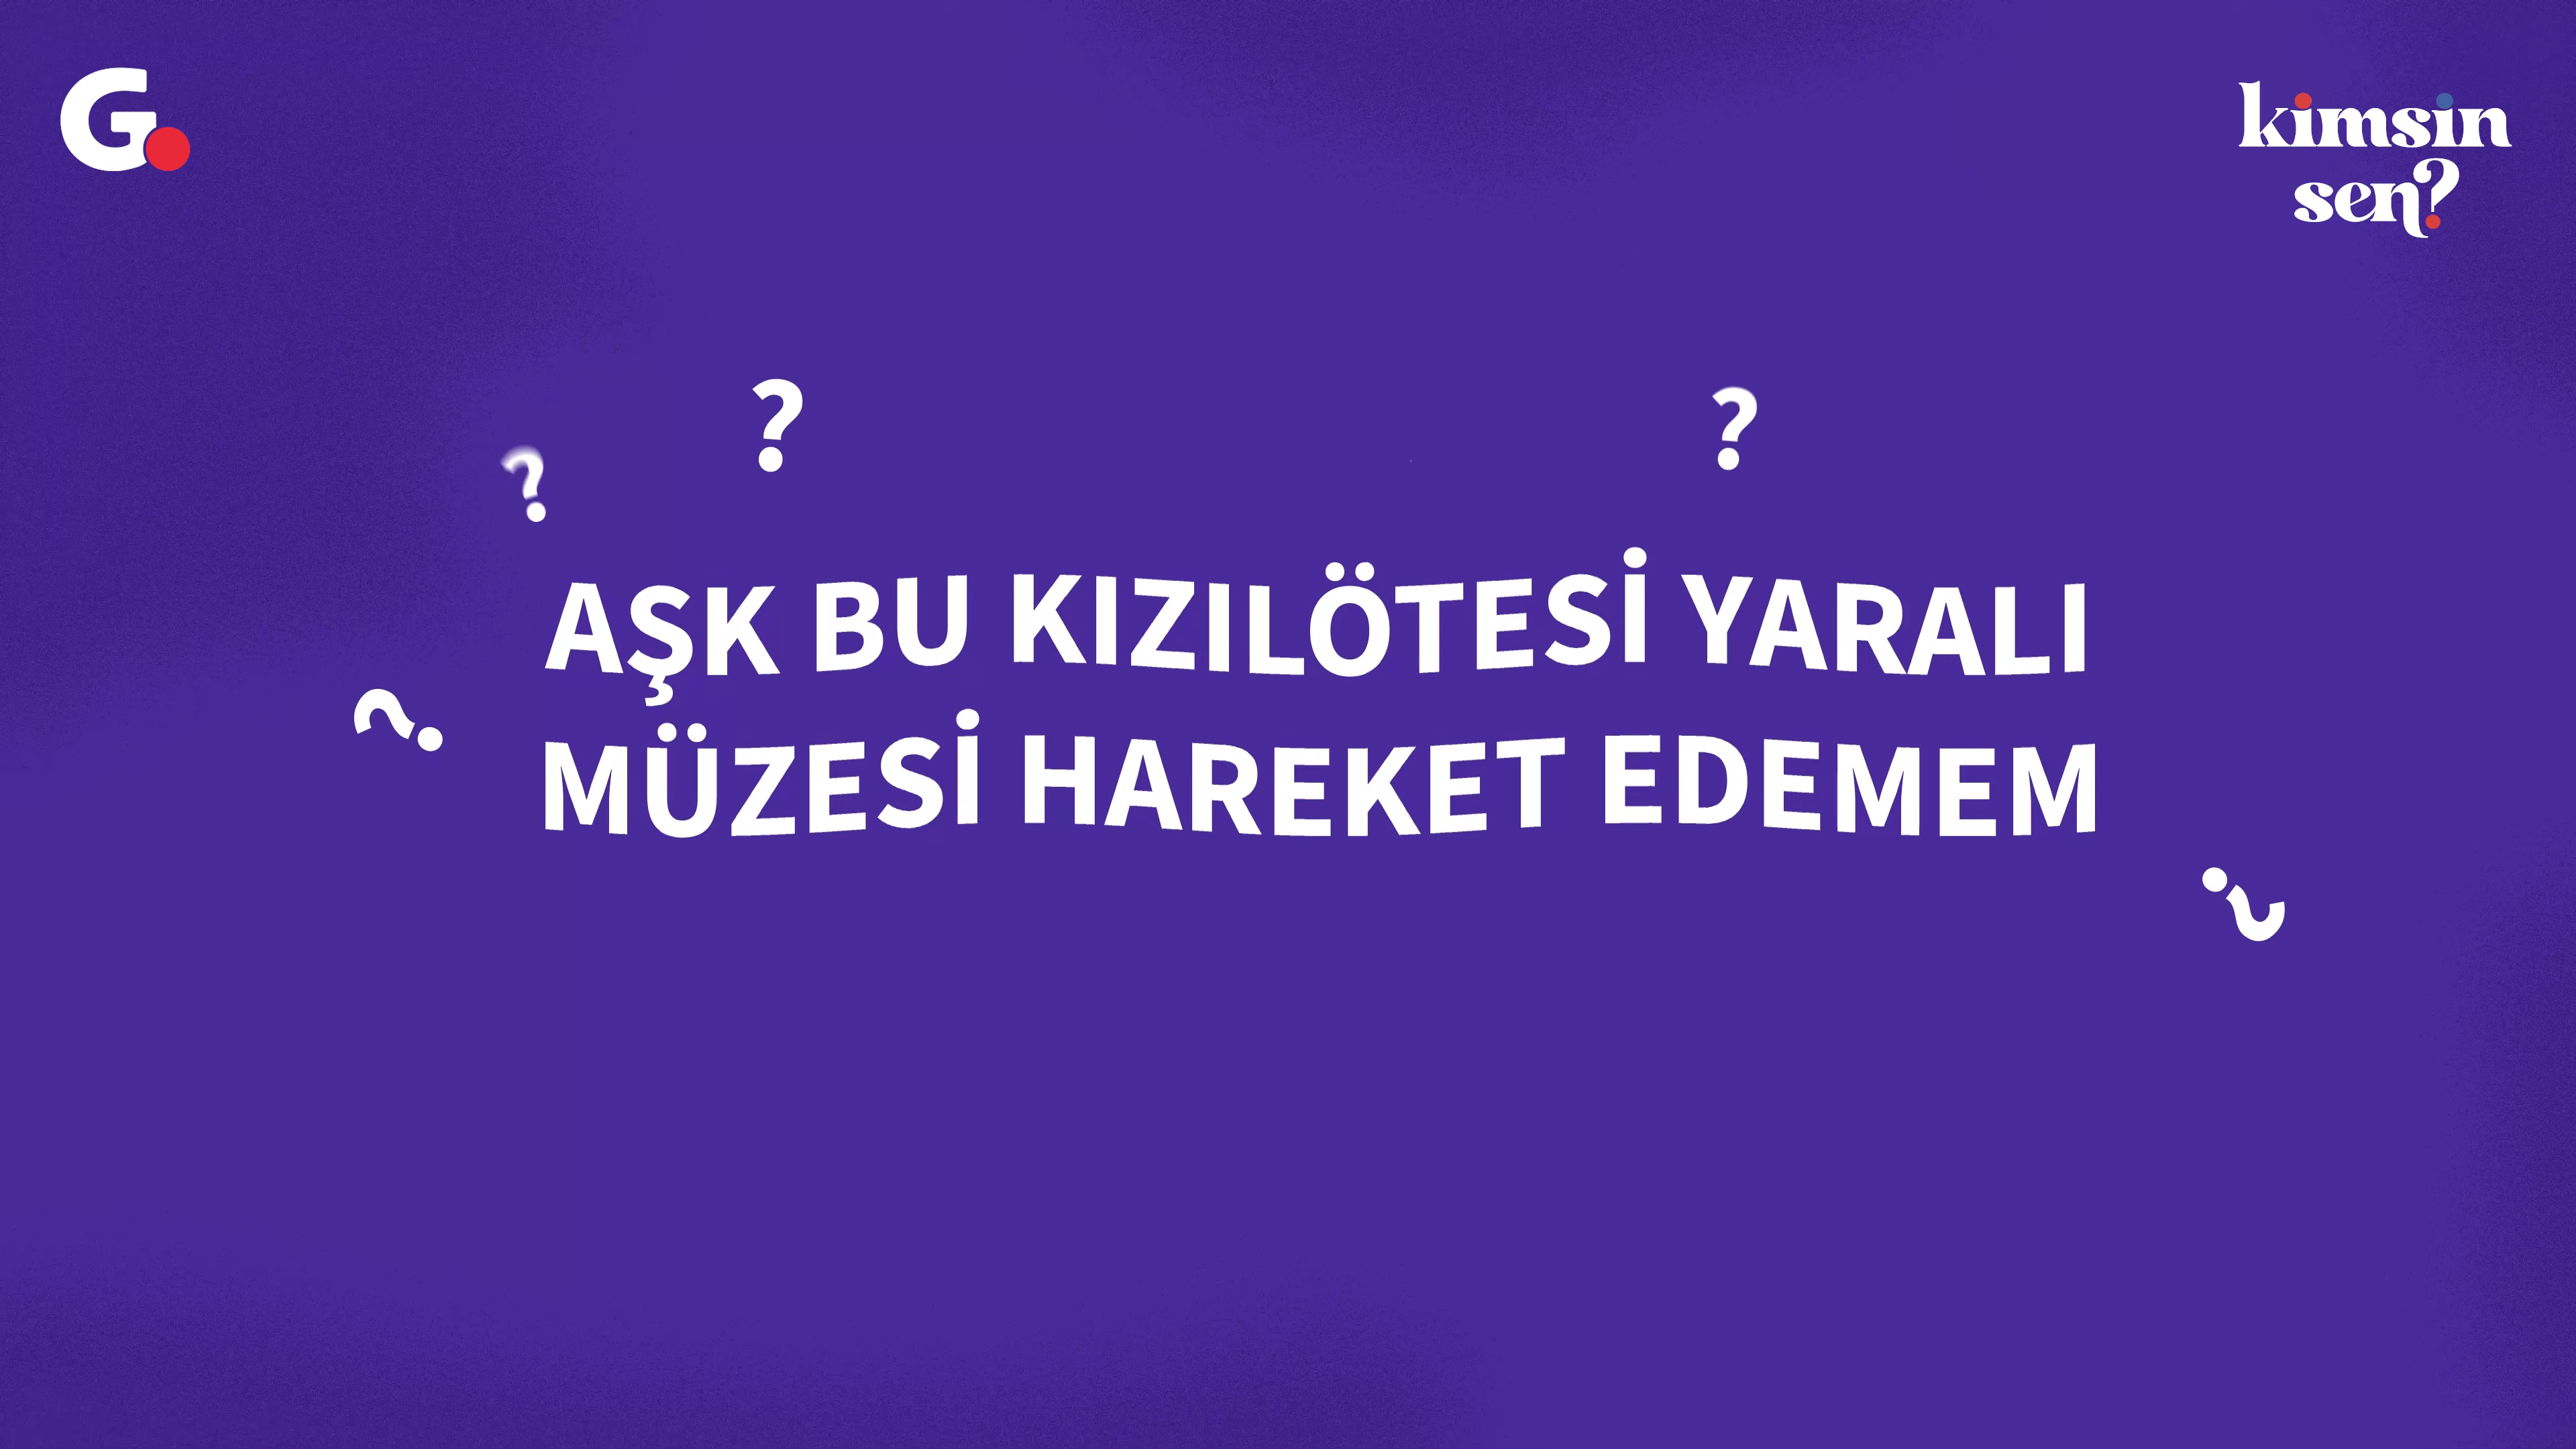 G.
kimsin
sen?
?
?
?
AŞK BU KIZILÖTESİ YARALI
?
MÜZESİ HAREKET EDEMEM
?